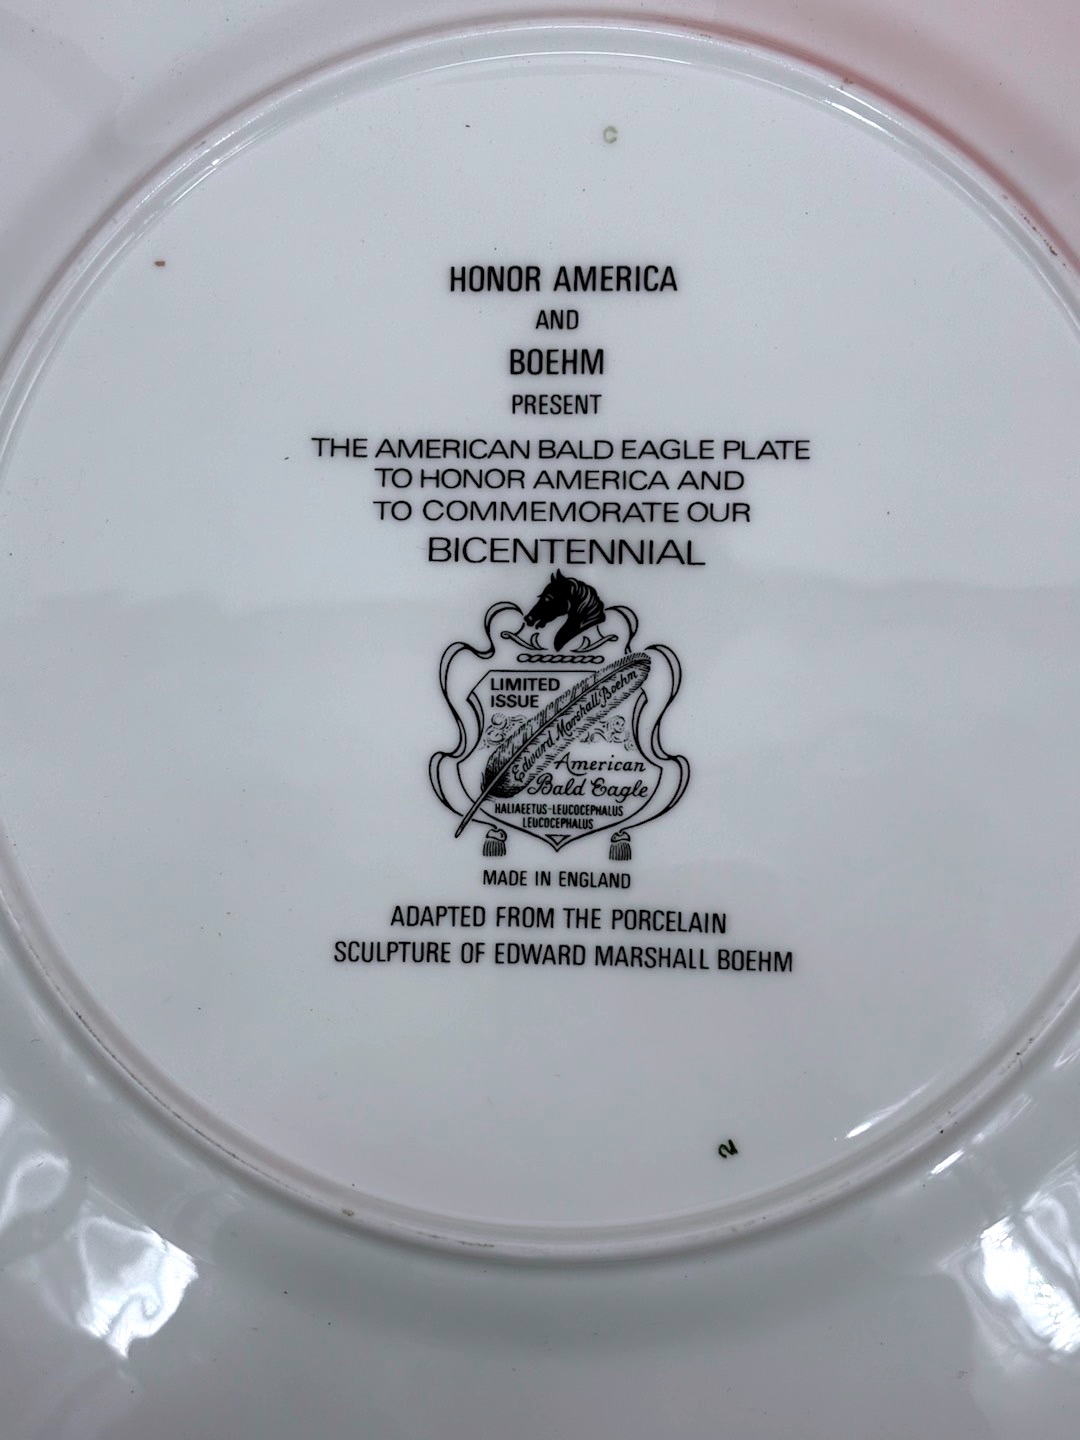 C
HONOR AMERICA
AND
BOEHM
PRESENT
THE AMERICAN BALD EAGLE PLATE
TO HONOR AMERICA AND
TO COMMEMORATE OUR
BICENTENNIAL
LIMITED
ISSUE
Edward Marshall Boehm
American
Bald Eagle
HALIAEETUS-LEUCOCEPHALUS
LEUCOCEPHALUS
MADE IN ENGLAND
ADAPTED FROM THE PORCELAIN
SCULPTURE OF EDWARD MARSHALL BOEHM